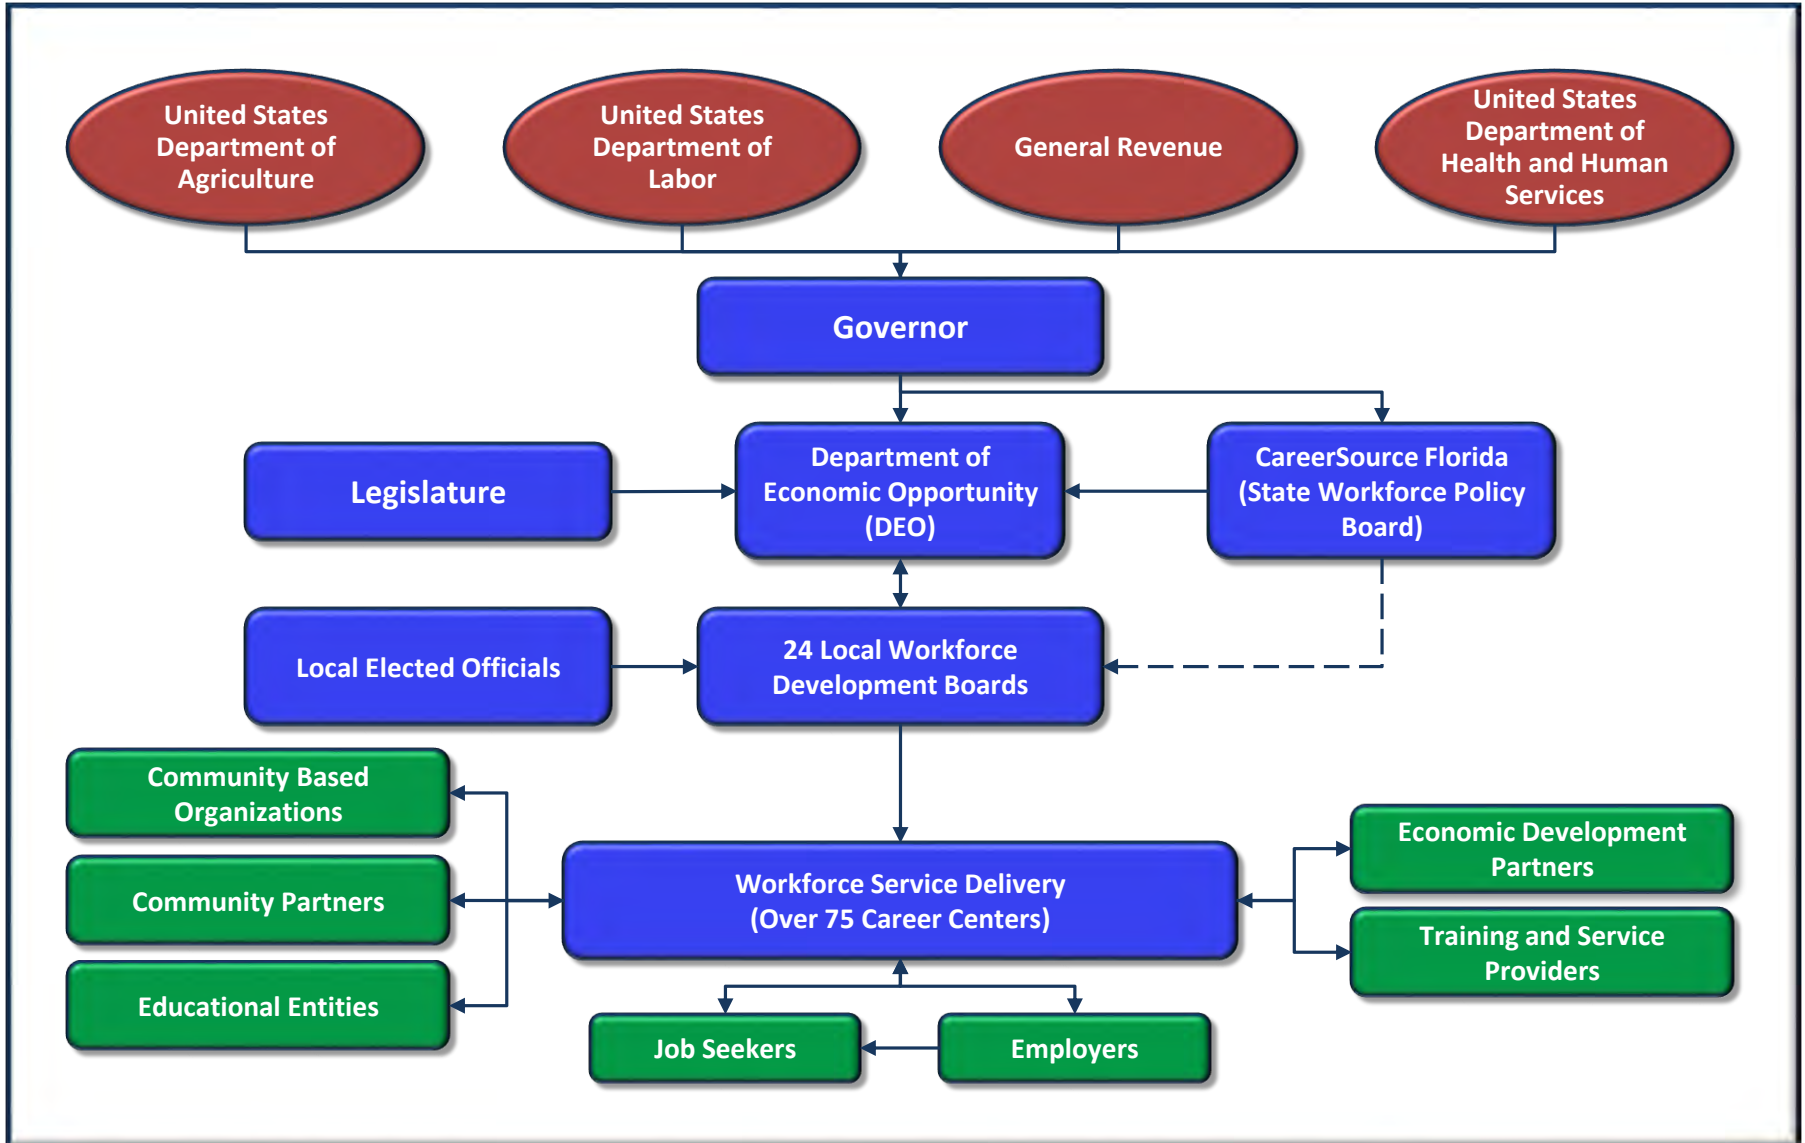 United States
Department of
Agriculture
United States
Department of
Labor
General Revenue
United States
Department of
Health and Human
Services
Governor
Legislature
Department of
Economic Opportunity
(DEO)
CareerSource Florida
(State Workforce Policy
Board)
Local Elected Officials
24 Local Workforce
Development Boards
Community Based
Organizations
Community Partners
Educational Entities
Workforce Service Delivery
(Over 75 Career Centers)
Economic Development
Partners
Training and Service
Providers
Job Seekers
Employers